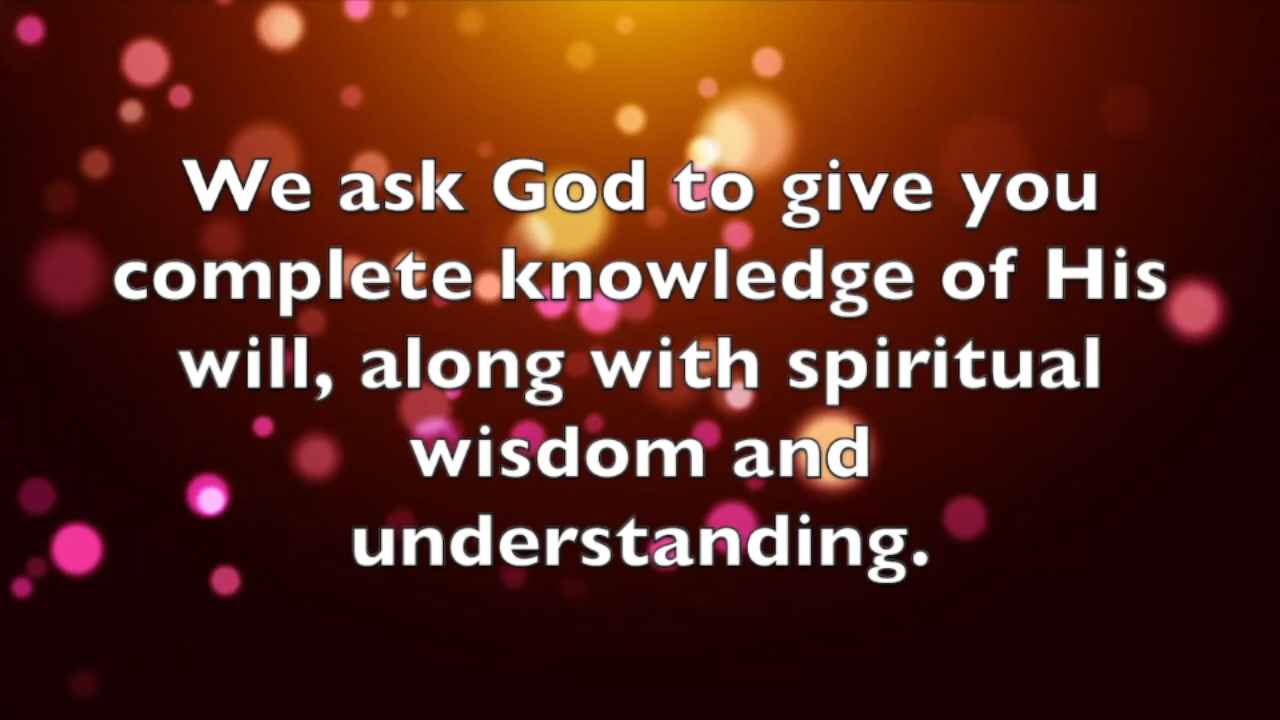 We ask God to give you
complete knowledge of His
will, along with spiritual
wisdom and
understanding.